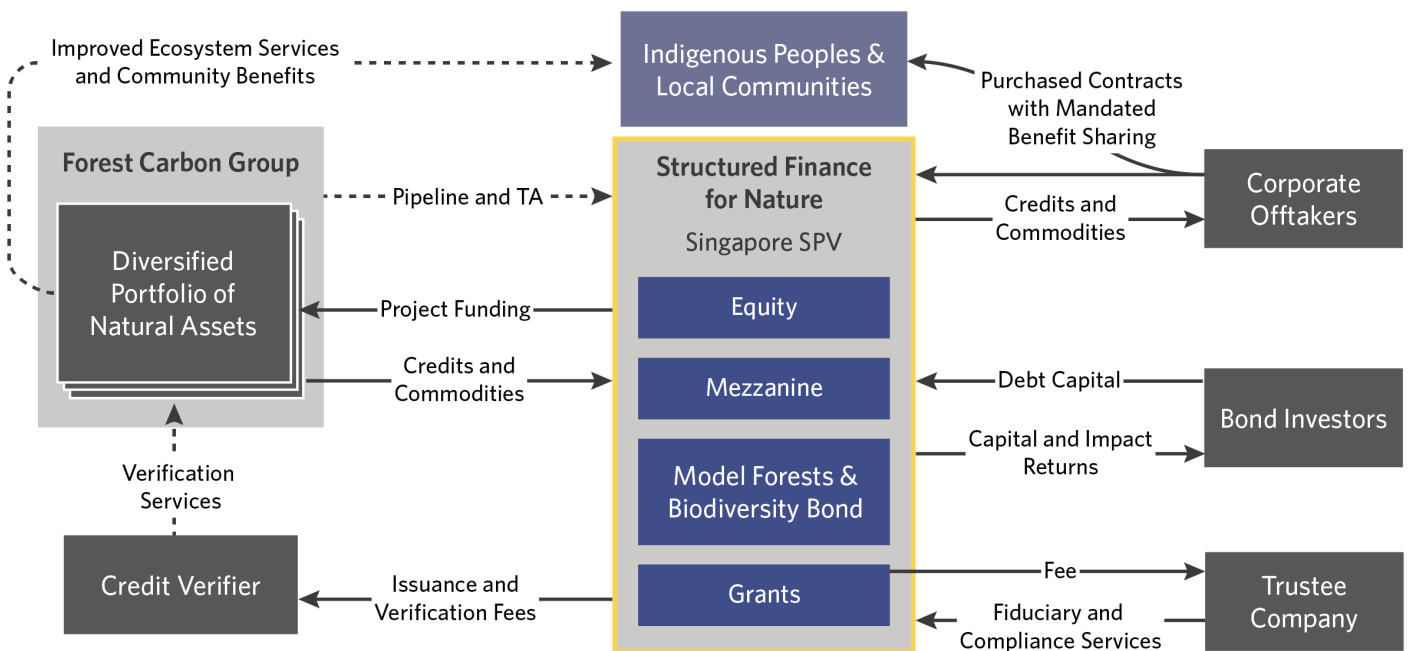 Improved Ecosystem Services
and Community Benefits
Indigenous Peoples &
Local Communities
Purchased Contracts
with Mandated
Benefit Sharing
Forest Carbon Group
Diversified
Portfolio of
Natural Assets
Pipeline and TA
Structured Finance
for Nature
Singapore SPV
Equity
Mezzanine
Model Forests &
Biodiversity Bond
Grants
Credits and
Commodities
Corporate
Offtakers
Project Funding
Credits and
Commodities
Debt Capital
Capital and Impact
Returns
Bond Investors
Verification
Services
Credit Verifier
Issuance and
Verification Fees
Fee
Fiduciary and
Compliance Services
Trustee
Company